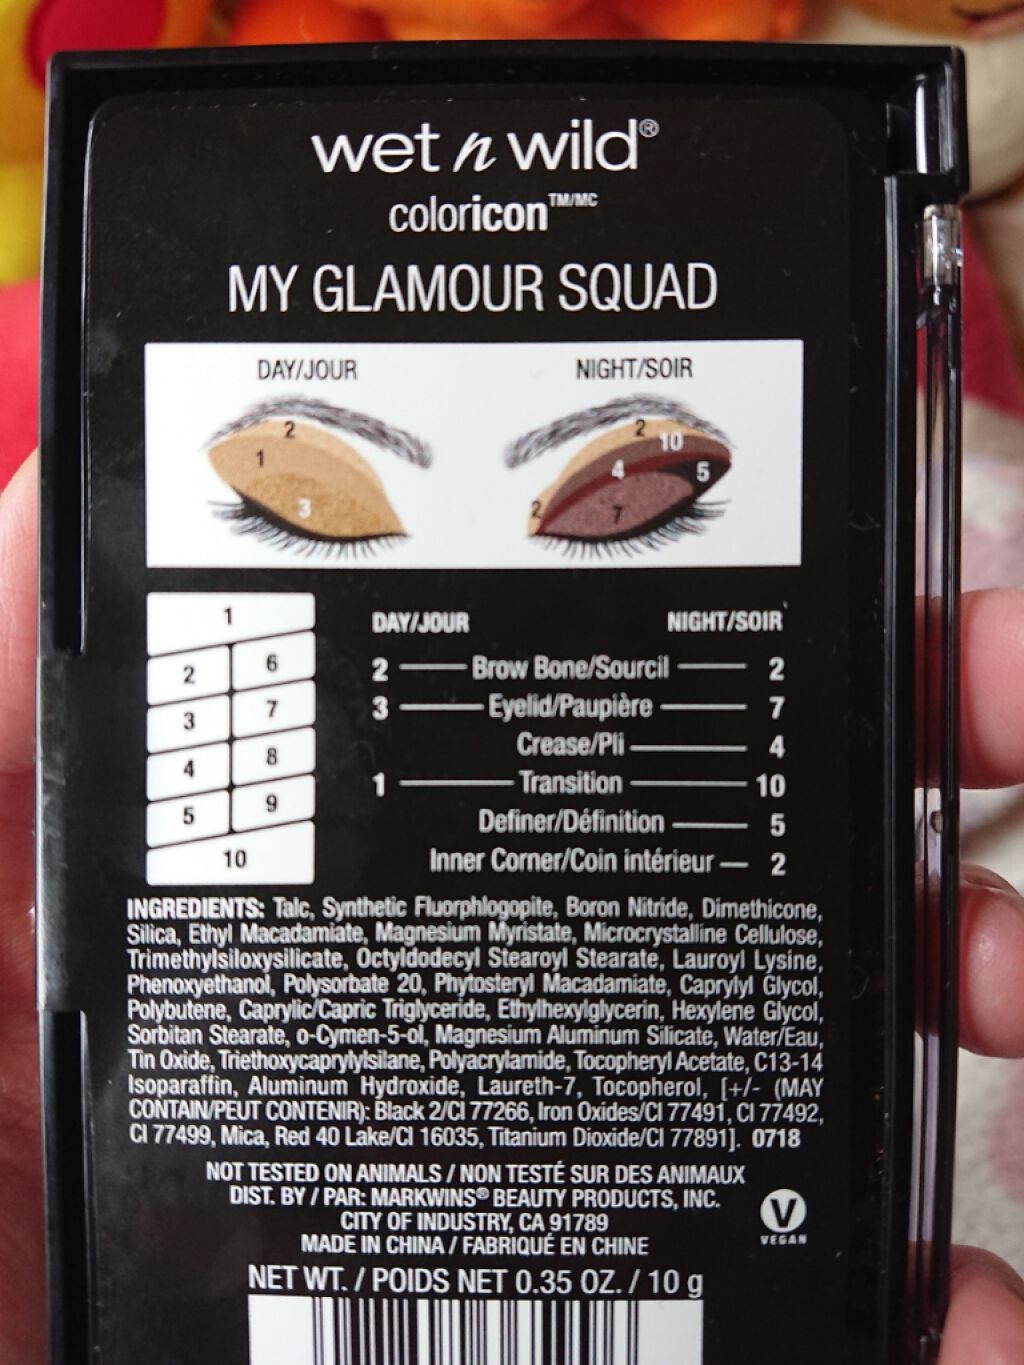 wet n wild®
coloricon™/MC
MY GLAMOUR SQUAD
DAY/JOUR NIGHT/SOIR
2
1
3
2
10
4
5
2
7
1
2 6
3 7
4 8
5 9
10
DAY/JOUR NIGHT/SOIR
2 Brow Bone/Sourcil 2
3 Eyelid/Paupière 7
Crease/Pli 4
1 Transition 10
Definer/Définition 5
Inner Corner/Coin intérieur 2
INGREDIENTS: Talc, Synthetic Fluorphlogopite, Boron Nitride, Dimethicone,
Silica, Ethyl Macadamiate, Magnesium Myristate, Microcrystalline Cellulose,
Trimethylsiloxysilicate, Octyldodecyl Stearoyl Stearate, Lauroyl Lysine,
Phenoxyethanol, Polysorbate 20, Phytosteryl Macadamiate, Caprylyl Glycol,
Polybutene, Caprylic/Capric Triglyceride, Ethylhexylglycerin, Hexylene Glycol,
Sorbitan Stearate, o-Cymen-5-ol, Magnesium Aluminum Silicate, Water/Eau,
Tin Oxide, Triethoxycaprylylsilane, Polyacrylamide, Tocopheryl Acetate, C13-14
Isoparaffin, Aluminum Hydroxide, Laureth-7, Tocopherol, [+/- (MAY
CONTAIN/PEUT CONTENIR): Black 2/CI 77266, Iron Oxides/CI 77491, CI 77492,
CI 77499, Mica, Red 40 Lake/CI 16035, Titanium Dioxide/CI 77891]. 0718
NOT TESTED ON ANIMALS / NON TESTÉ SUR DES ANIMAUX
DIST. BY / PAR: MARKWINS® BEAUTY PRODUCTS, INC.
CITY OF INDUSTRY, CA 91789
MADE IN CHINA / FABRIQUÉ EN CHINE
V
VEGAN
NET WT. / POIDS NET 0.35 OZ. / 10 g